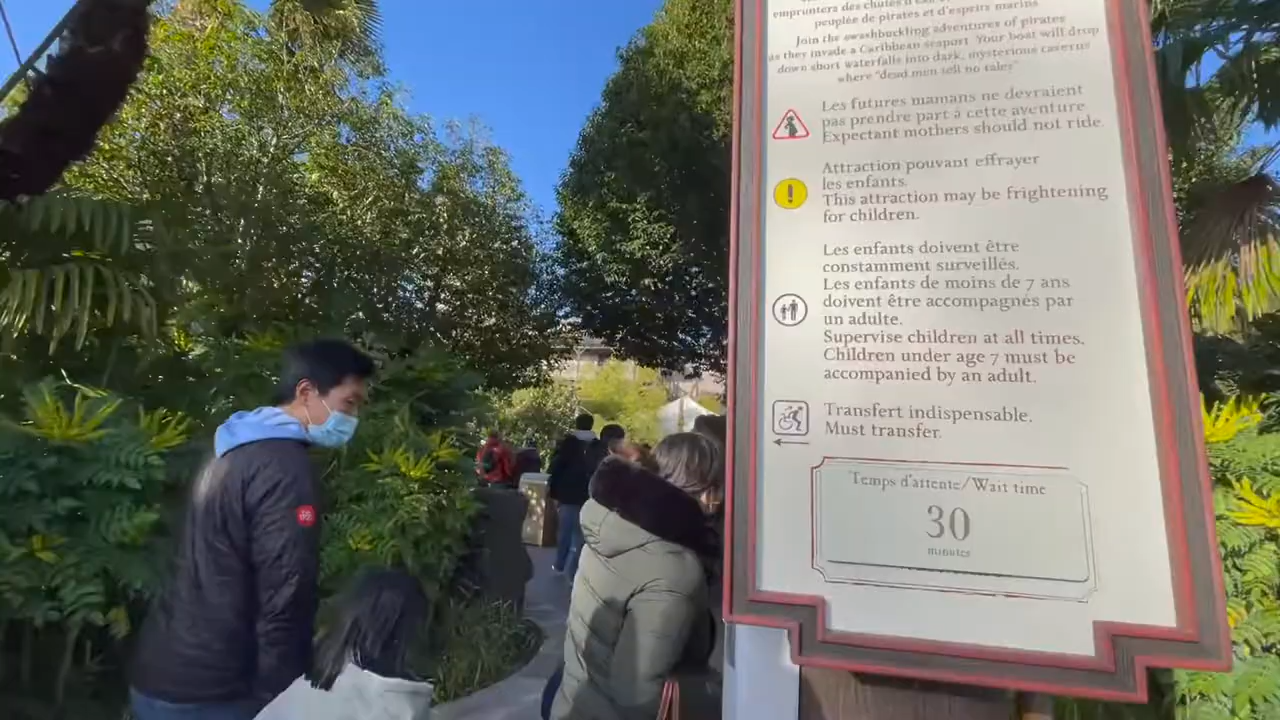 emprunters des chutes d'eau
peuplée de pirates et d'esprits marins
Join the swashbuckling adventures of pirates
as they invade a Caribbean seaport. Your boat will drop
down short waterfalls into dark, mysterious caverns
where "dead men tell no tales"
Les futures mamans ne devraient
pas prendre part à cette aventure
Expectant mothers should not ride.
Attraction pouvant effrayer
les enfants.
This attraction may be frightening
for children.
Les enfants doivent être
constamment surveillés.
Les enfants de moins de 7 ans
doivent être accompagnés par
un adulte.
Supervise children at all times.
Children under age 7 must be
accompanied by an adult.
Transfert indispensable.
Must transfer.
Temps d'attente/Wait time
30
minutes